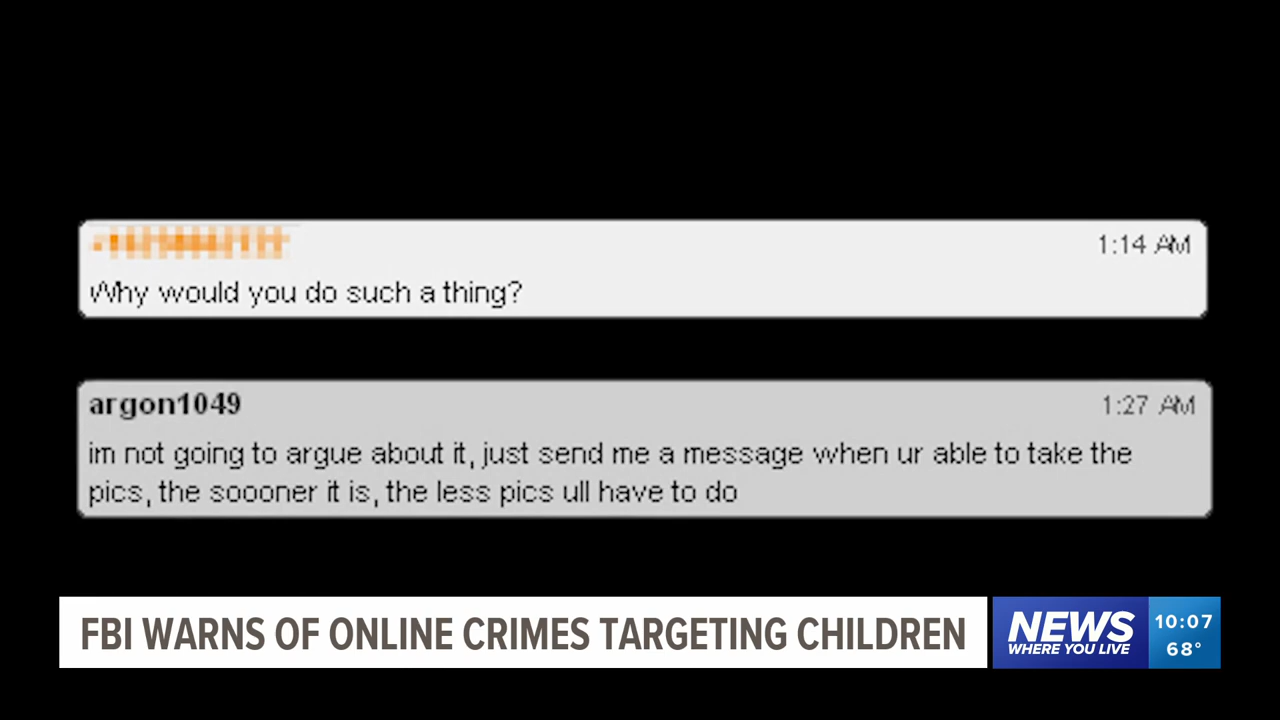 1:14 AM
Why would you do such a thing?
argon1049 1:27 AM
im not going to argue about it, just send me a message when ur able to take the
pics, the soooner it is, the less pics ull have to do
FBI WARNS OF ONLINE CRIMES TARGETING CHILDREN
NEWS
WHERE YOU LIVE
10:07
68°